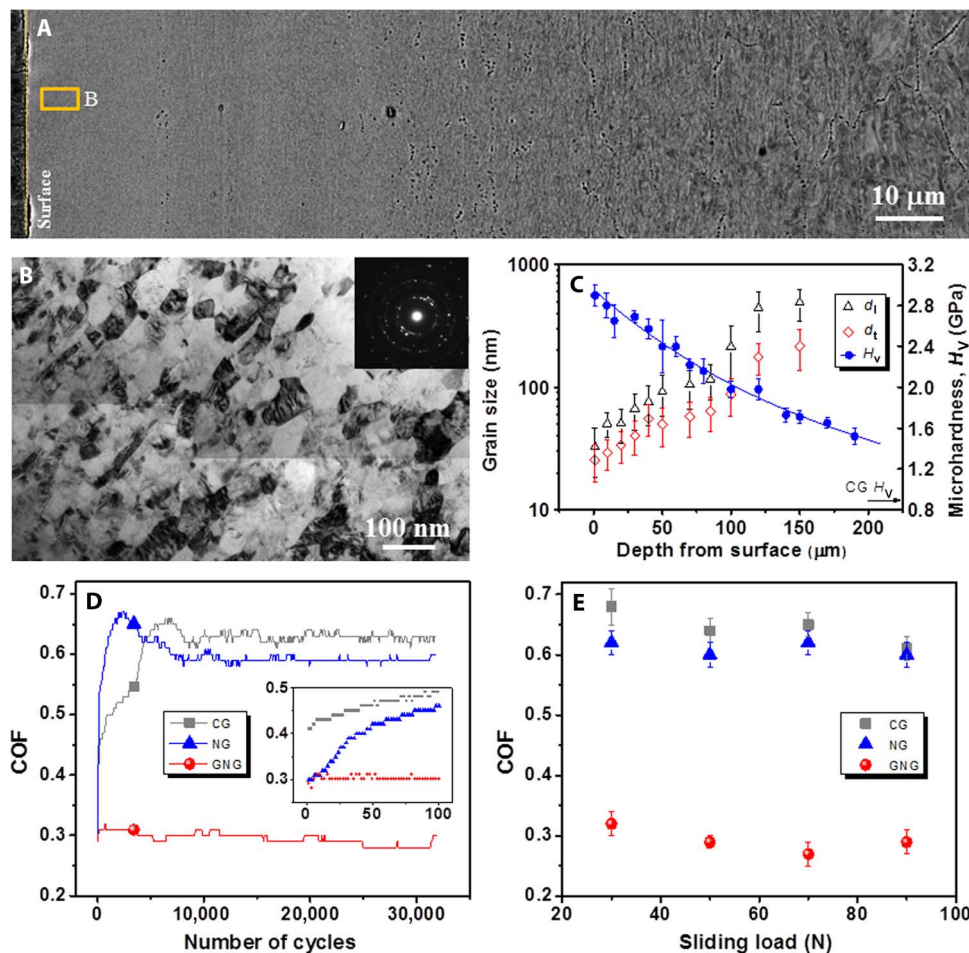 A
B
Surface
10 μm
B
100 nm
C
1000
100
10
Grain size (nm)
3.2
2.8
2.4
2.0
1.6
1.2
0.8
Microhardness, HV (GPa)
dl
dt
Hv
CG HV
0 50 100 150 200
Depth from surface (μm)
D
0.7
0.6
0.5
0.4
0.3
0.2
COF
CG
NG
GNG
0.5
0.4
0.3
0 50 100
0 10,000 20,000 30,000
Number of cycles
E
0.7
0.6
0.5
0.4
0.3
0.2
COF
CG
NG
GNG
20 40 60 80 100
Sliding load (N)